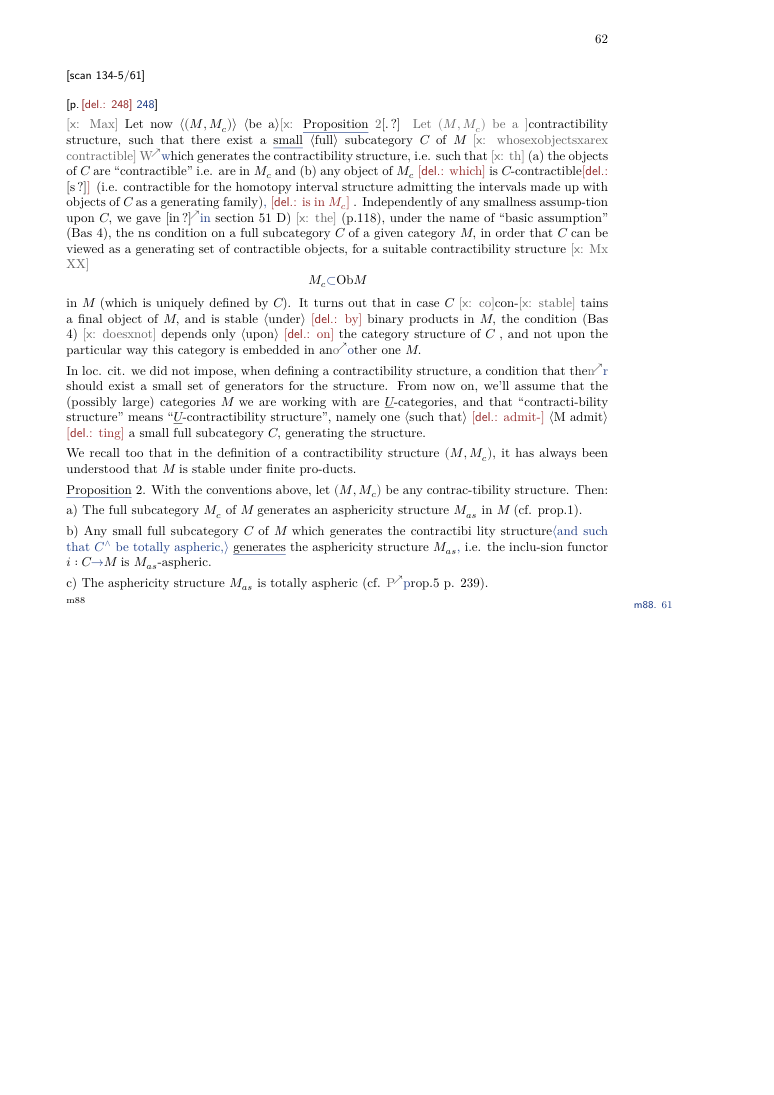 62
[scan 134-5/61]
[p. [del.: 248] 248]
[x: Max] Let now ⟨(M, M_c)⟩ ⟨be a⟩[x: Proposition 2[. ?] Let (M, M_c) be a ]contractibility
structure, such that there exist a small ⟨full⟩ subcategory C of M [x: whosexobjectsxarex
contractible] W↗which generates the contractibility structure, i.e. such that [x: th] (a) the objects
of C are “contractible” i.e. are in M_c and (b) any object of M_c [del.: which] is C-contractible[del.:
[s ?]] (i.e. contractible for the homotopy interval structure admitting the intervals made up with
objects of C as a generating family), [del.: is in M_c] . Independently of any smallness assump-tion
upon C, we gave [in ?]↗in section 51 D) [x: the] (p.118), under the name of “basic assumption”
(Bas 4), the ns condition on a full subcategory C of a given category M, in order that C can be
viewed as a generating set of contractible objects, for a suitable contractibility structure [x: Mx
XX]
M_c⊂ObM
in M (which is uniquely defined by C). It turns out that in case C [x: co]con-[x: stable] tains
a final object of M, and is stable ⟨under⟩ [del.: by] binary products in M, the condition (Bas
4) [x: doesxnot] depends only ⟨upon⟩ [del.: on] the category structure of C , and not upon the
particular way this category is embedded in ano↗other one M.
In loc. cit. we did not impose, when defining a contractibility structure, a condition that then↗r
should exist a small set of generators for the structure. From now on, we’ll assume that the
(possibly large) categories M we are working with are U-categories, and that “contracti-bility
structure” means “U-contractibility structure”, namely one ⟨such that⟩ [del.: admit-] ⟨M admit⟩
[del.: ting] a small full subcategory C, generating the structure.
We recall too that in the definition of a contractibility structure (M, M_c), it has always been
understood that M is stable under finite pro-ducts.
Proposition 2. With the conventions above, let (M, M_c) be any contrac-tibility structure. Then:
a) The full subcategory M_c of M generates an asphericity structure M_as in M (cf. prop.1).
b) Any small full subcategory C of M which generates the contractibi lity structure⟨and such
that C^ be totally aspheric,⟩ generates the asphericity structure M_as, i.e. the inclu-sion functor
i : C→M is M_as-aspheric.
c) The asphericity structure M_as is totally aspheric (cf. P↗prop.5 p. 239).
m88
m88. 61